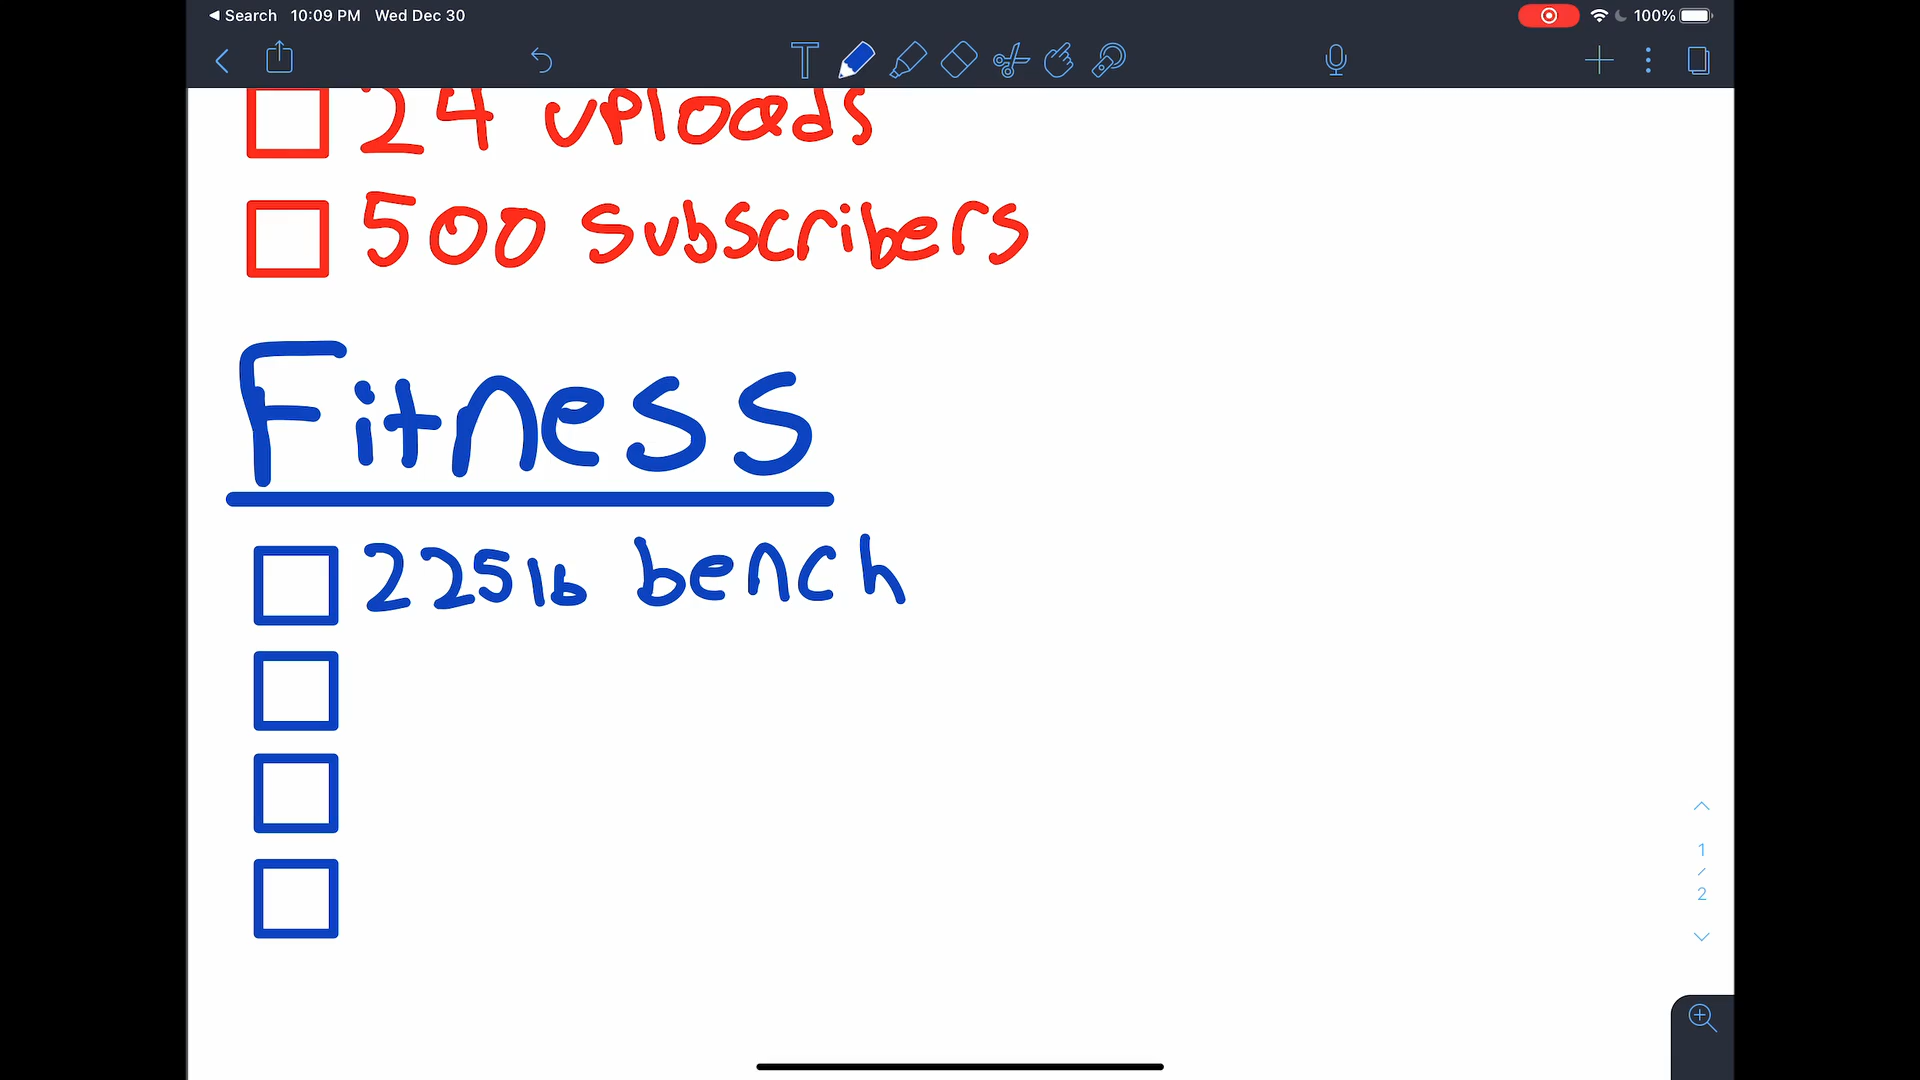 Search 10:09 PM Wed Dec 30 100%
T
24 uploads
500 subscribers
Fitness
225lb bench
1
/
2